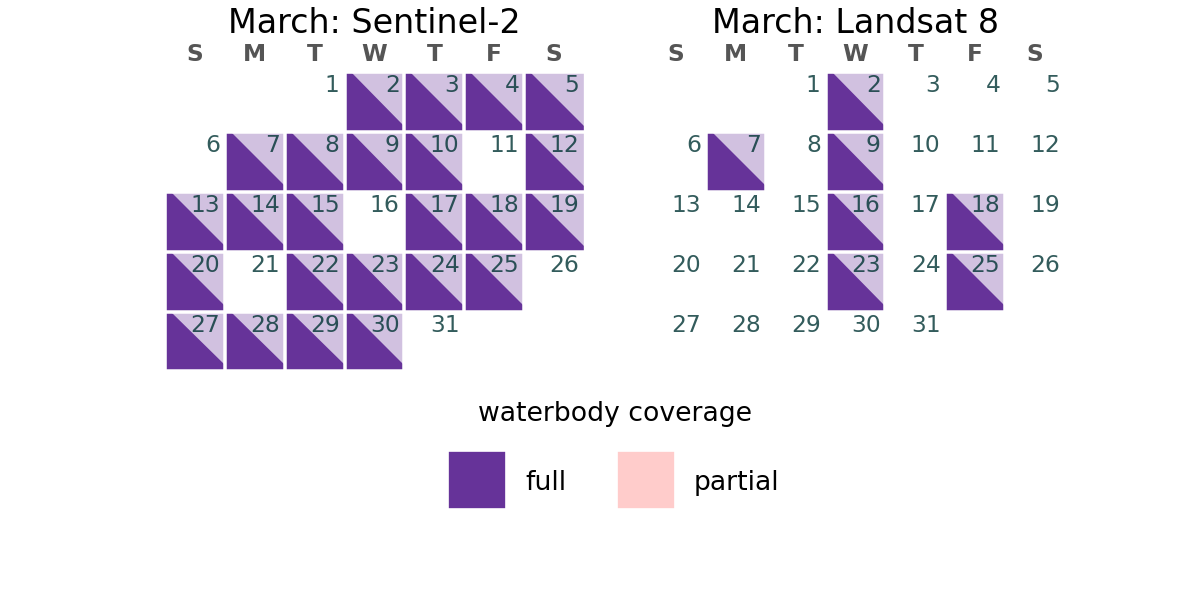 March: Sentinel-2
S M T W T F S
1 2 3 4 5
6 7 8 9 10 11 12
13 14 15 16 17 18 19
20 21 22 23 24 25 26
27 28 29 30 31
March: Landsat 8
S M T W T F S
1 2 3 4 5
6 7 8 9 10 11 12
13 14 15 16 17 18 19
20 21 22 23 24 25 26
27 28 29 30 31
waterbody coverage
full partial